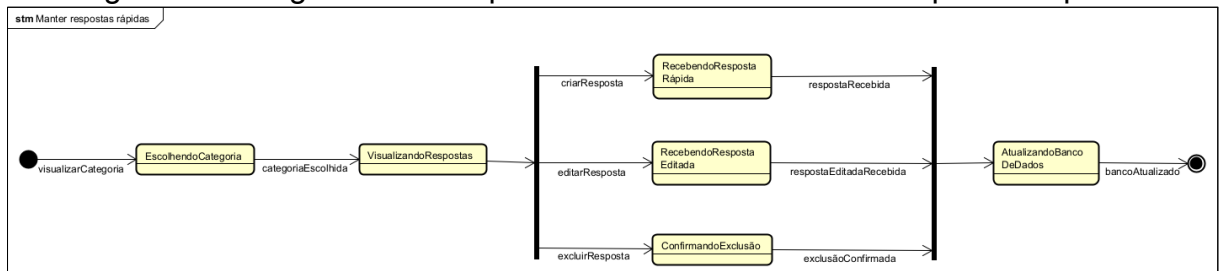 stm Manter respostas rápidas
RecebendoResposta
Rápida
criarResposta
respostaRecebida
EscolhendoCategoria
VisualizandoRespostas
RecebendoResposta
Editada
AtualizandoBanco
DeDados
visualizarCategoria
categoriaEscolhida
editarResposta
respostaEditadaRecebida
bancoAtualizado
ConfirmandoExclusão
excluirResposta
exclusãoConfirmada